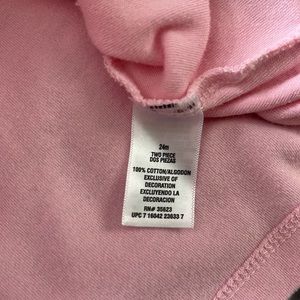 24m
TWO PIECE
DOS PIEZAS
100% COTTON/ALGODON
EXCLUSIVE OF
DECORATION
EXCLUYENDO LA
DECORACION
RN# 35623
UPC 7 16042 23633 7